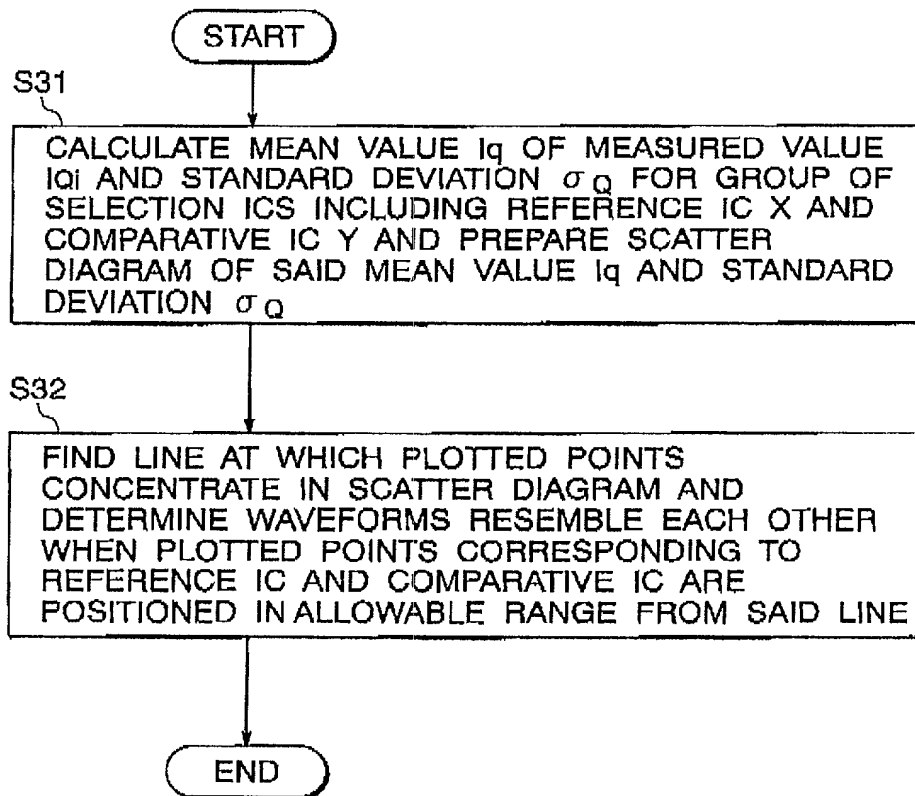 START
S31
CALCULATE MEAN VALUE Iq OF MEASURED VALUE
IQi AND STANDARD DEVIATION σQ FOR GROUP OF
SELECTION ICS INCLUDING REFERENCE IC X AND
COMPARATIVE IC Y AND PREPARE SCATTER
DIAGRAM OF SAID MEAN VALUE Iq AND STANDARD
DEVIATION σQ
S32
FIND LINE AT WHICH PLOTTED POINTS
CONCENTRATE IN SCATTER DIAGRAM AND
DETERMINE WAVEFORMS RESEMBLE EACH OTHER
WHEN PLOTTED POINTS CORRESPONDING TO
REFERENCE IC AND COMPARATIVE IC ARE
POSITIONED IN ALLOWABLE RANGE FROM SAID LINE
END